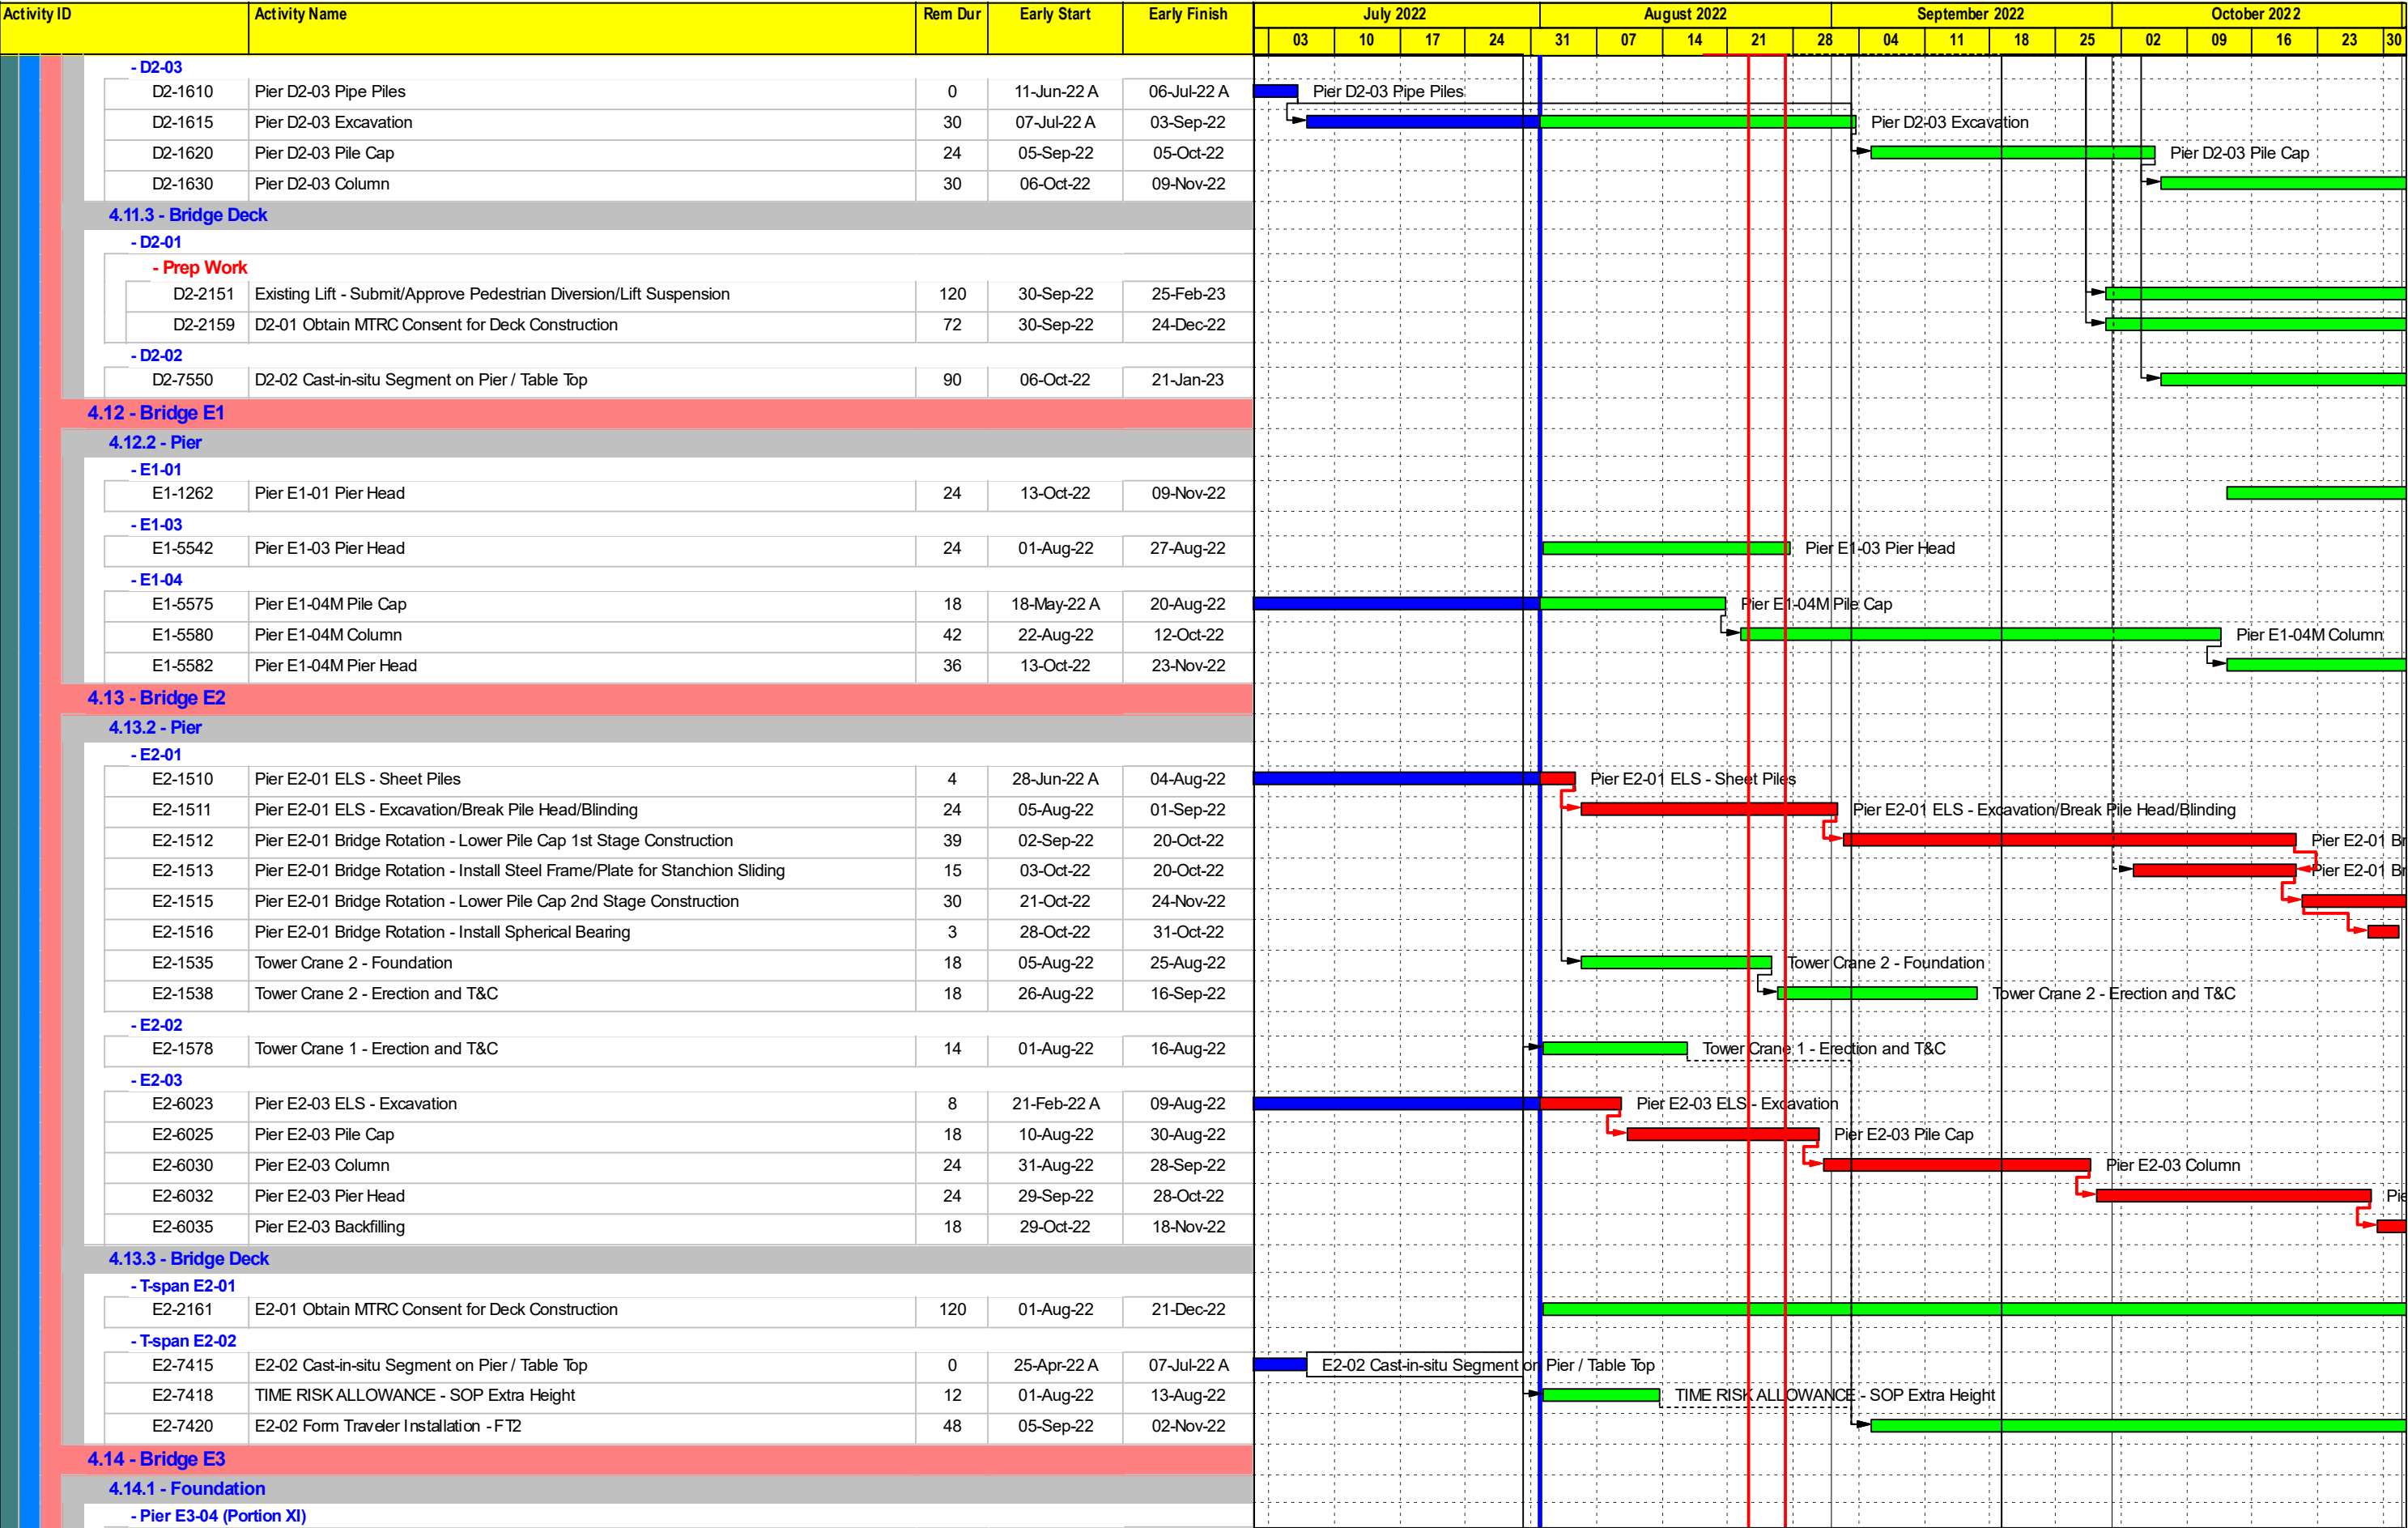 Activity ID Activity Name Rem Dur Early Start Early Finish July 2022 August 2022 September 2022 October 2022
03 10 17 24 31 07 14 21 28 04 11 18 25 02 09 16 23 30
- D2-03
D2-1610 Pier D2-03 Pipe Piles 0 11-Jun-22 A 06-Jul-22 A Pier D2-03 Pipe Piles
D2-1615 Pier D2-03 Excavation 30 07-Jul-22 A 03-Sep-22 Pier D2-03 Excavation
D2-1620 Pier D2-03 Pile Cap 24 05-Sep-22 05-Oct-22 Pier D2-03 Pile Cap
D2-1630 Pier D2-03 Column 30 06-Oct-22 09-Nov-22
4.11.3 - Bridge Deck
- D2-01
- Prep Work
D2-2151 Existing Lift - Submit/Approve Pedestrian Diversion/Lift Suspension 120 30-Sep-22 25-Feb-23
D2-2159 D2-01 Obtain MTRC Consent for Deck Construction 72 30-Sep-22 24-Dec-22
- D2-02
D2-7550 D2-02 Cast-in-situ Segment on Pier / Table Top 90 06-Oct-22 21-Jan-23
4.12 - Bridge E1
4.12.2 - Pier
- E1-01
E1-1262 Pier E1-01 Pier Head 24 13-Oct-22 09-Nov-22
- E1-03
E1-5542 Pier E1-03 Pier Head 24 01-Aug-22 27-Aug-22 Pier E1-03 Pier Head
- E1-04
E1-5575 Pier E1-04M Pile Cap 18 18-May-22 A 20-Aug-22 Pier E1-04M Pile Cap
E1-5580 Pier E1-04M Column 42 22-Aug-22 12-Oct-22 Pier E1-04M Column
E1-5582 Pier E1-04M Pier Head 36 13-Oct-22 23-Nov-22
4.13 - Bridge E2
4.13.2 - Pier
- E2-01
E2-1510 Pier E2-01 ELS - Sheet Piles 4 28-Jun-22 A 04-Aug-22 Pier E2-01 ELS - Sheet Piles
E2-1511 Pier E2-01 ELS - Excavation/Break Pile Head/Blinding 24 05-Aug-22 01-Sep-22 Pier E2-01 ELS - Excavation/Break Pile Head/Blinding
E2-1512 Pier E2-01 Bridge Rotation - Lower Pile Cap 1st Stage Construction 39 02-Sep-22 20-Oct-22 Pier E2-01 Br
E2-1513 Pier E2-01 Bridge Rotation - Install Steel Frame/Plate for Stanchion Sliding 15 03-Oct-22 20-Oct-22 Pier E2-01 Br
E2-1515 Pier E2-01 Bridge Rotation - Lower Pile Cap 2nd Stage Construction 30 21-Oct-22 24-Nov-22
E2-1516 Pier E2-01 Bridge Rotation - Install Spherical Bearing 3 28-Oct-22 31-Oct-22
E2-1535 Tower Crane 2 - Foundation 18 05-Aug-22 25-Aug-22 Tower Crane 2 - Foundation
E2-1538 Tower Crane 2 - Erection and T&C 18 26-Aug-22 16-Sep-22 Tower Crane 2 - Erection and T&C
- E2-02
E2-1578 Tower Crane 1 - Erection and T&C 14 01-Aug-22 16-Aug-22 Tower Crane 1 - Erection and T&C
- E2-03
E2-6023 Pier E2-03 ELS - Excavation 8 21-Feb-22 A 09-Aug-22 Pier E2-03 ELS - Excavation
E2-6025 Pier E2-03 Pile Cap 18 10-Aug-22 30-Aug-22 Pier E2-03 Pile Cap
E2-6030 Pier E2-03 Column 24 31-Aug-22 28-Sep-22 Pier E2-03 Column
E2-6032 Pier E2-03 Pier Head 24 29-Sep-22 28-Oct-22 Pie
E2-6035 Pier E2-03 Backfilling 18 29-Oct-22 18-Nov-22
4.13.3 - Bridge Deck
- T-span E2-01
E2-2161 E2-01 Obtain MTRC Consent for Deck Construction 120 01-Aug-22 21-Dec-22
- T-span E2-02
E2-7415 E2-02 Cast-in-situ Segment on Pier / Table Top 0 25-Apr-22 A 07-Jul-22 A E2-02 Cast-in-situ Segment on Pier / Table Top
E2-7418 TIME RISK ALLOWANCE - SOP Extra Height 12 01-Aug-22 13-Aug-22 TIME RISK ALLOWANCE - SOP Extra Height
E2-7420 E2-02 Form Traveler Installation - FT2 48 05-Sep-22 02-Nov-22
4.14 - Bridge E3
4.14.1 - Foundation
- Pier E3-04 (Portion XI)